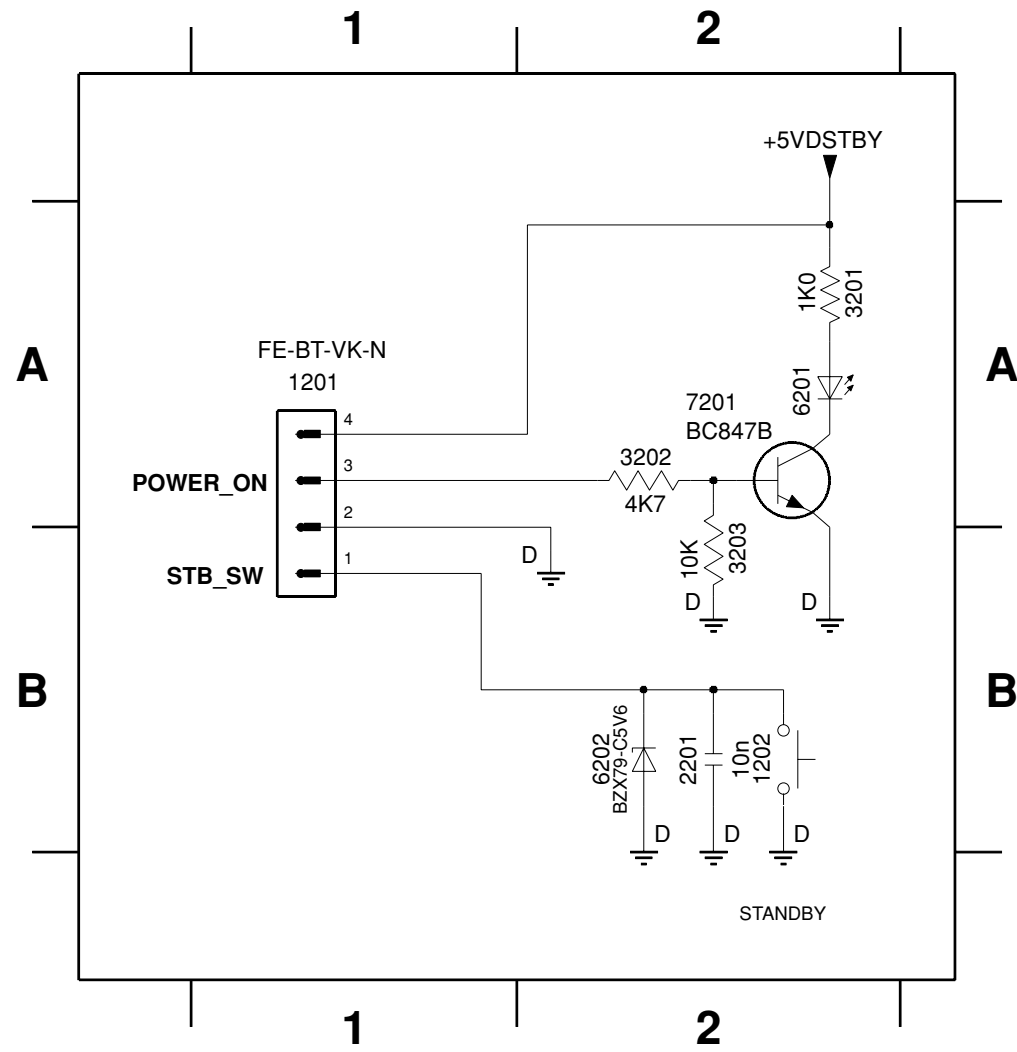 1 2
+5VDSTBY
1K0
3201
A A
FE-BT-VK-N
1201
6201
7201
BC847B
4
3202
POWER_ON 3
4K7
2
10K
3203
D
STB_SW 1
D D
B B
6202
BZX79-C5V6
2201
10n
1202
D D D
STANDBY
1 2